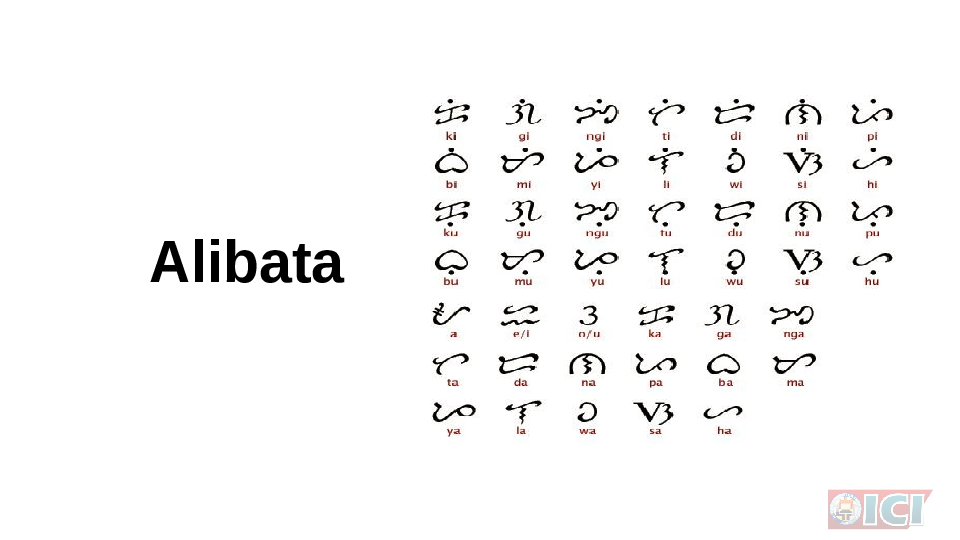 Alibata
ᜃᜒ ᜄᜒ ᜅᜒ ᜆᜒ ᜇᜒ ᜈᜒ ᜉᜒ
ki gi ngi ti di ni pi
ᜊᜒ ᜋᜒ ᜌᜒ ᜎᜒ ᜏᜒ ᜐᜒ ᜑᜒ
bi mi yi li wi si hi
ᜃᜓ ᜄᜓ ᜅᜓ ᜆᜓ ᜇᜓ ᜈᜓ ᜉᜓ
ku gu ngu tu du nu pu
ᜊᜓ ᜋᜓ ᜌᜓ ᜎᜓ ᜏᜓ ᜐᜓ ᜑᜓ
bu mu yu lu wu su hu
ᜀ ᜁ ᜂ ᜃ ᜄ ᜅ
a e/i o/u ka ga nga
ᜆ ᜇ ᜈ ᜉ ᜊ ᜋ
ta da na pa ba ma
ᜌ ᜎ ᜏ ᜐ ᜑ
ya la wa sa ha
ICI